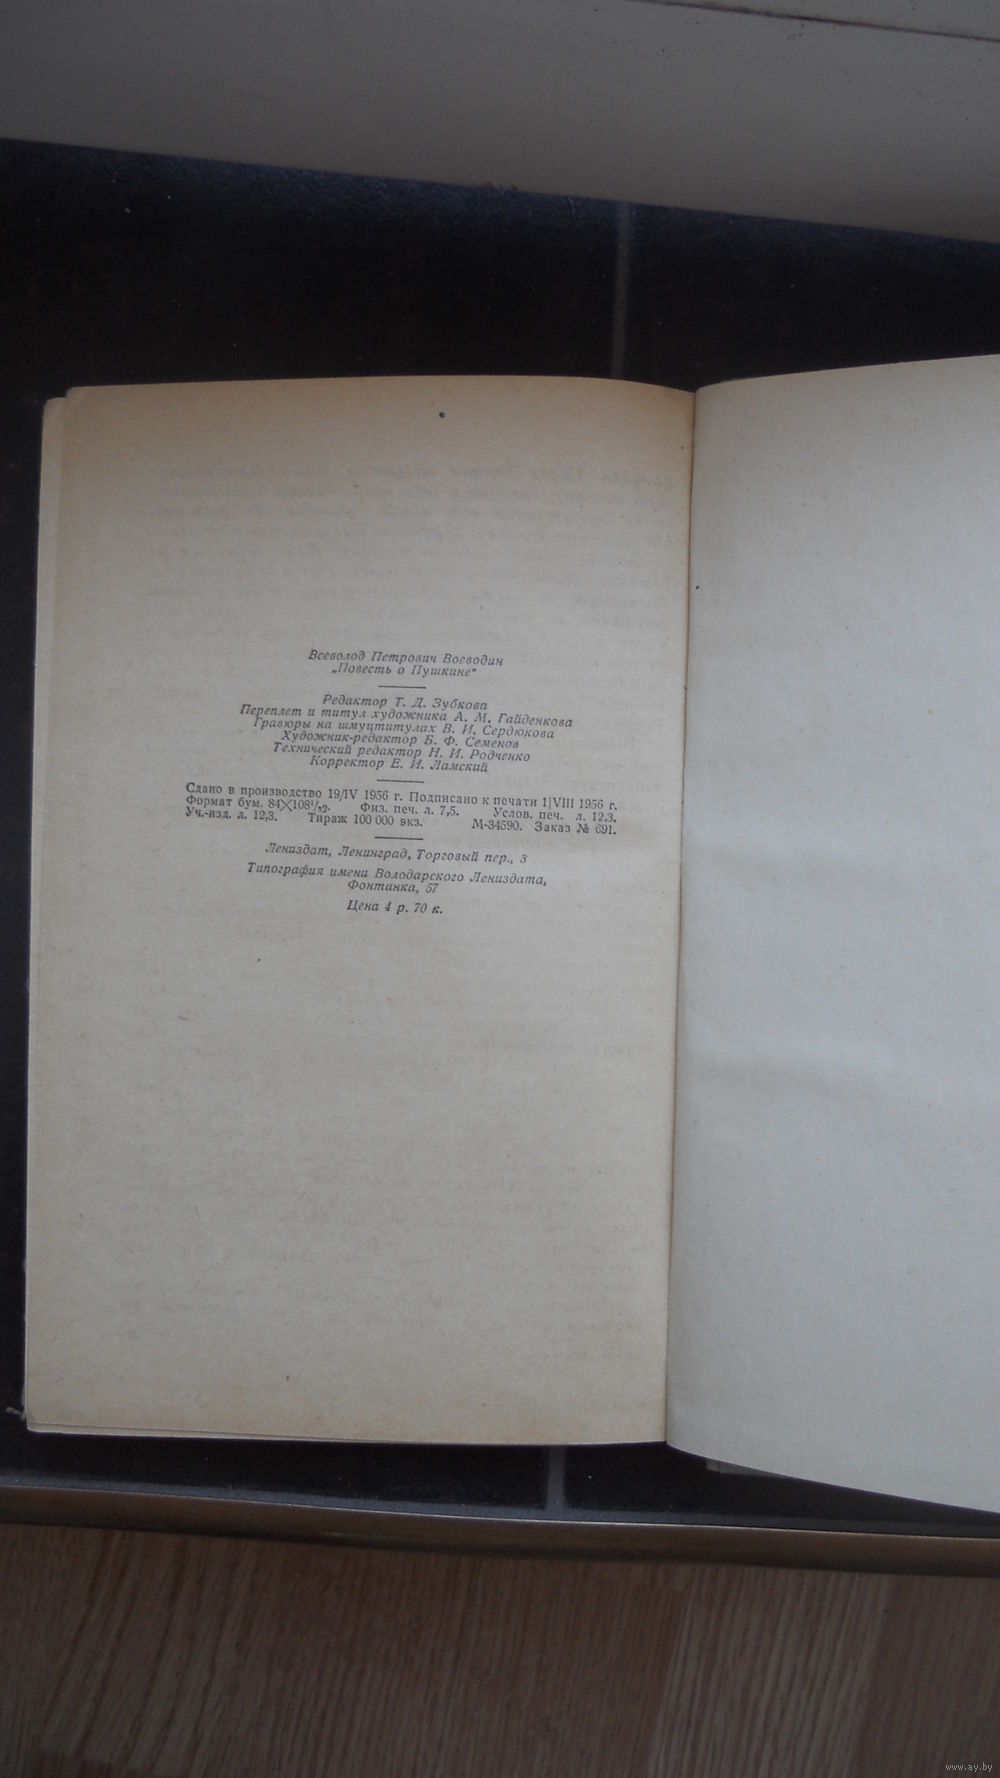 Всеволод Петрович Воеводин
„Повесть о Пушкине“
Редактор Т. Д. Зубкова
Переплет и титул художника А. М. Гайденкова
Гравюры на шмуцтитулах В. И. Сердюкова
Художник-редактор Б. Ф. Семенов
Технический редактор Н. И. Родченко
Корректор Е. И. Ламский
Сдано в производство 19/IV 1956 г. Подписано к печати 1|VIII 1956 г.
Формат бум. 84×108¹/₃₂. Физ. печ. л. 7,5. Услов. печ. л. 12,3.
Уч.-изд. л. 12,3. Тираж 100 000 экз. М-34590. Заказ № 691.
Лениздат, Ленинград, Торговый пер., 3
Типография имени Володарского Лениздата,
Фонтанка, 57
Цена 4 р. 70 к.
www.ay.by